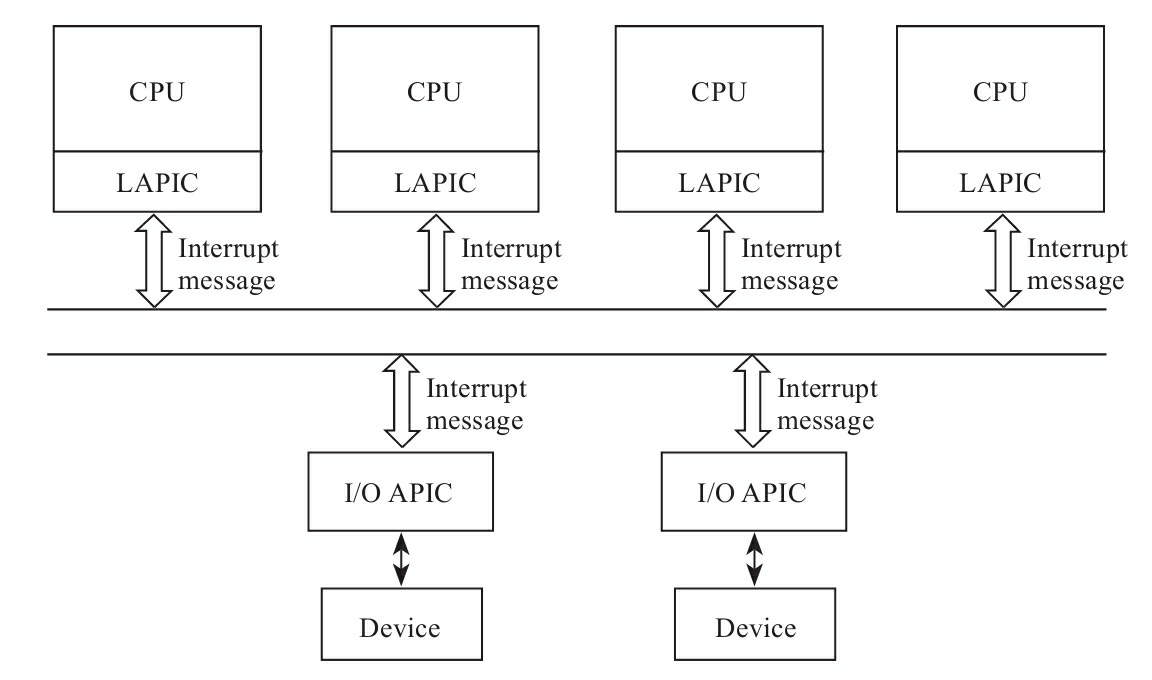 CPU
CPU
CPU
CPU
LAPIC
LAPIC
LAPIC
LAPIC
Interrupt
message
Interrupt
message
Interrupt
message
Interrupt
message
Interrupt
message
Interrupt
message
I/O APIC
I/O APIC
Device
Device